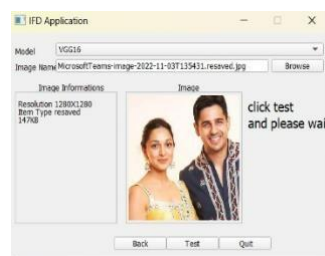 IFD Application
Model
VGG16
Image Name
MicrosoftTeams-image-2022-11-03T135431.resaved.jpg
Browse
Image Informations
Image
Resolution 1280X1280
Item Type resaved
147KB
click test
and please wai
Back
Test
Quit